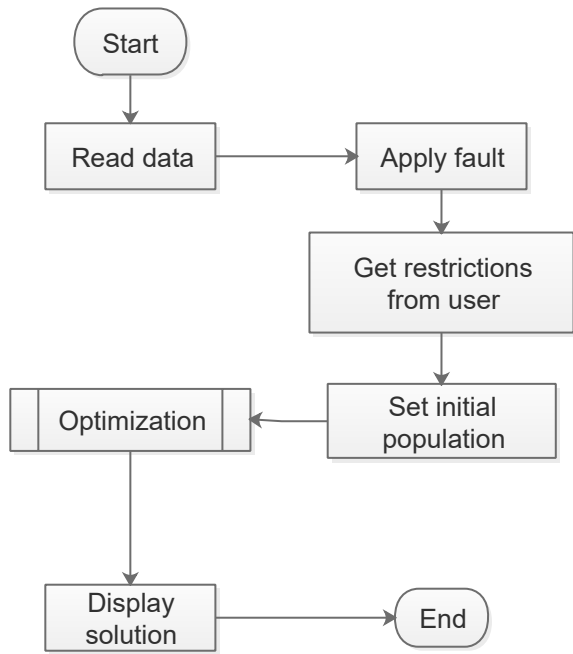 Start
Read data
Apply fault
Get restrictions
from user
Set initial
population
Optimization
Display
solution
End